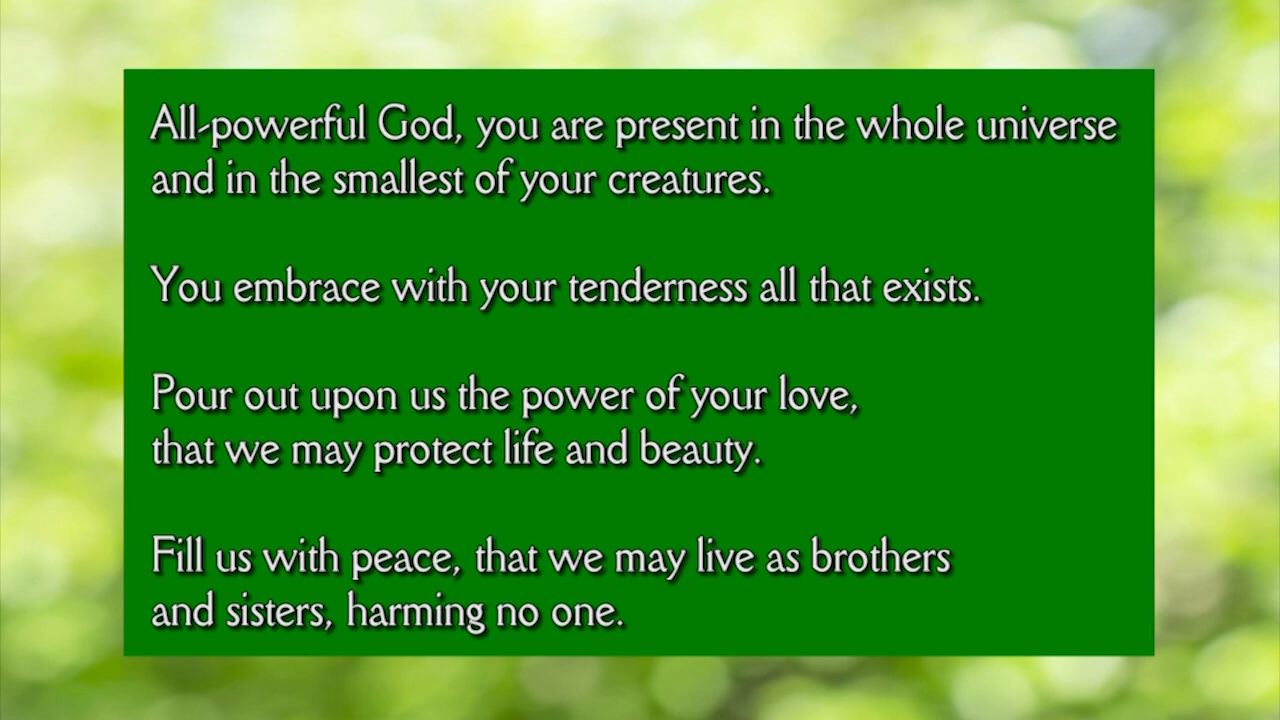 All-powerful God, you are present in the whole universe
and in the smallest of your creatures.
You embrace with your tenderness all that exists.
Pour out upon us the power of your love,
that we may protect life and beauty.
Fill us with peace, that we may live as brothers
and sisters, harming no one.